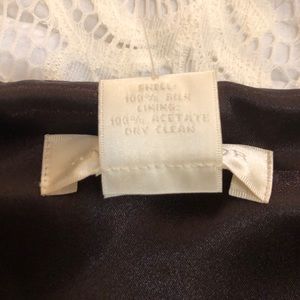 SHELL:
100% SILK
LINING:
100% ACETATE
DRY CLEAN